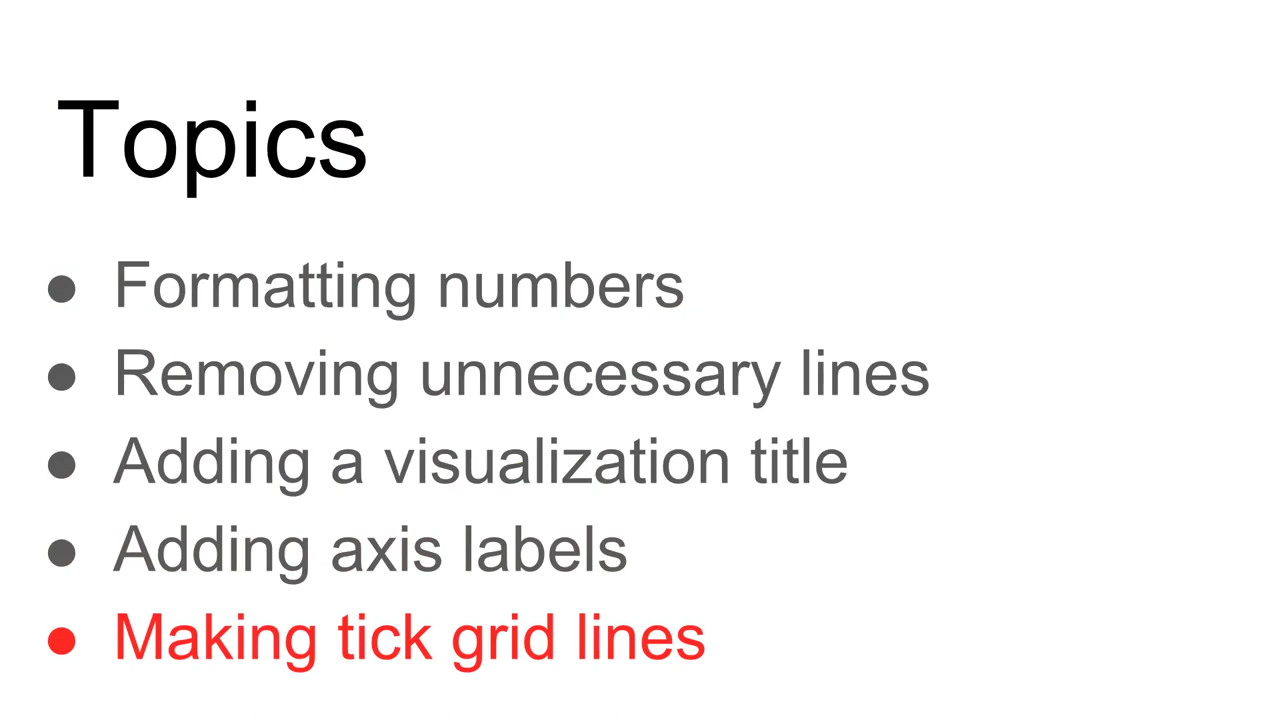 Topics
● Formatting numbers
● Removing unnecessary lines
● Adding a visualization title
● Adding axis labels
● Making tick grid lines